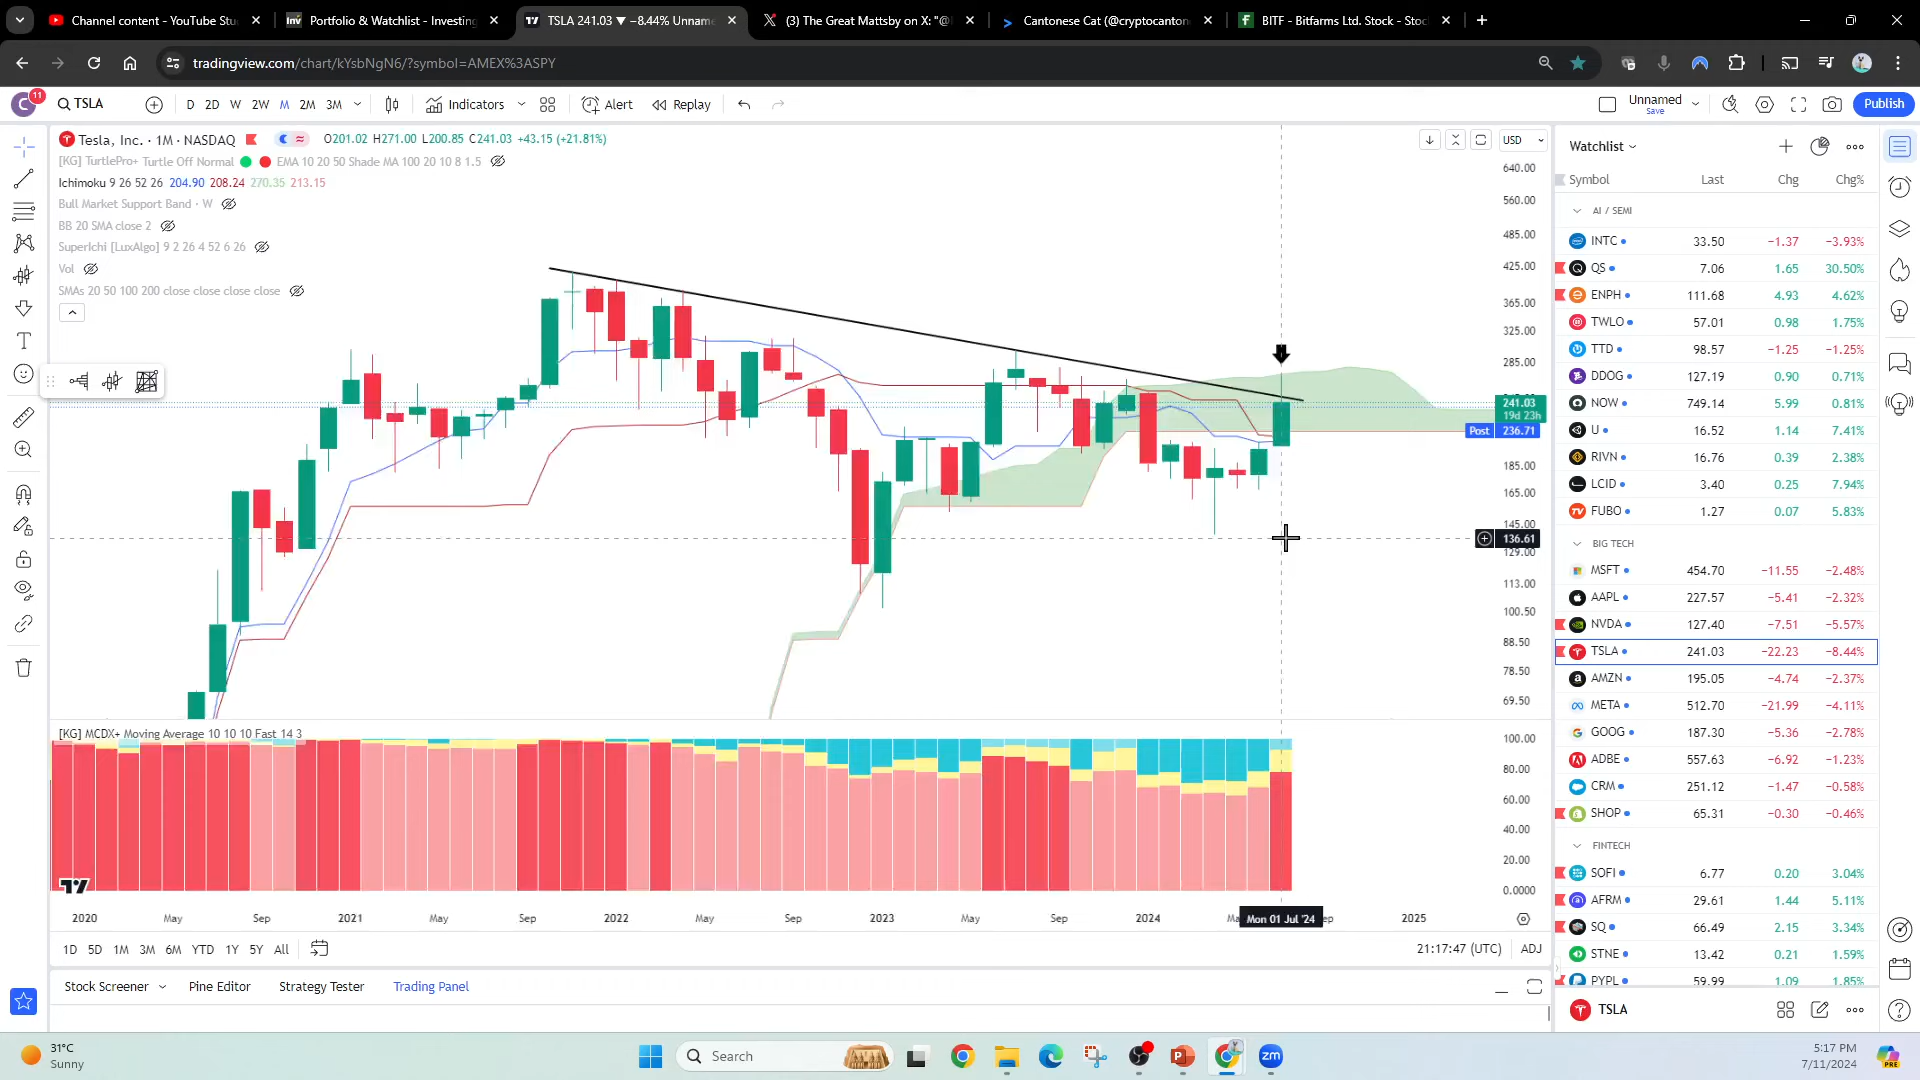 Channel content - YouTube Stu
Portfolio & Watchlist - Investing
TSLA 241.03 ▼ −8.44% Unname
(3) The Great Mattsby on X: "@
Cantonese Cat (@cryptocanton
BITF - Bitfarms Ltd. Stock - Stoc
tradingview.com/chart/kYsbNgN6/?symbol=AMEX%3ASPY
C 11 TSLA D 2D W 2W M 2M 3M Indicators Alert Replay Unnamed Save Publish
Tesla, Inc. · 1M · NASDAQ O201.02 H271.00 L200.85 C241.03 +43.15 (+21.81%)
USD
[KG] TurtlePro+ Turtle Off Normal EMA 10 20 50 Shade MA 100 20 10 8 1.5
Ichimoku 9 26 52 26 204.90 208.24 270.35 213.15
Bull Market Support Band · W
BB 20 SMA close 2
SuperIchi [LuxAlgo] 9 2 26 4 52 6 26
Vol
SMAs 20 50 100 200 close close close close
640.00
560.00
485.00
425.00
365.00
325.00
285.00
241.03
19d 23h
Post 236.71
185.00
165.00
145.00
136.61
129.00
113.00
100.50
88.50
78.50
69.50
[KG] MCDX+ Moving Average 10 10 10 Fast 14 3
100.00
80.00
60.00
40.00
20.00
0.0000
2020 May Sep 2021 May Sep 2022 May Sep 2023 May Sep 2024 Mon 01 Jul '24 2025
1D 5D 1M 3M 6M YTD 1Y 5Y All
21:17:47 (UTC) ADJ
Stock Screener Pine Editor Strategy Tester Trading Panel
Watchlist
Symbol Last Chg Chg%
AI / SEMI
INTC 33.50 −1.37 −3.93%
QS 7.06 1.65 30.50%
ENPH 111.68 4.93 4.62%
TWLO 57.01 0.98 1.75%
TTD 98.57 −1.25 −1.25%
DDOG 127.19 0.90 0.71%
NOW 749.14 5.99 0.81%
U 16.52 1.14 7.41%
RIVN 16.76 0.39 2.38%
LCID 3.40 0.25 7.94%
FUBO 1.27 0.07 5.83%
BIG TECH
MSFT 454.70 −11.55 −2.48%
AAPL 227.57 −5.41 −2.32%
NVDA 127.40 −7.51 −5.57%
TSLA 241.03 −22.23 −8.44%
AMZN 195.05 −4.74 −2.37%
META 512.70 −21.99 −4.11%
GOOG 187.30 −5.36 −2.78%
ADBE 557.63 −6.92 −1.23%
CRM 251.12 −1.47 −0.58%
SHOP 65.31 −0.30 −0.46%
FINTECH
SOFI 6.77 0.20 3.04%
AFRM 29.61 1.44 5.11%
SQ 66.49 2.15 3.34%
STNE 13.42 0.21 1.59%
PYPL 59.99 1.09 1.85%
TSLA
31°C
Sunny
Search
5:17 PM
7/11/2024